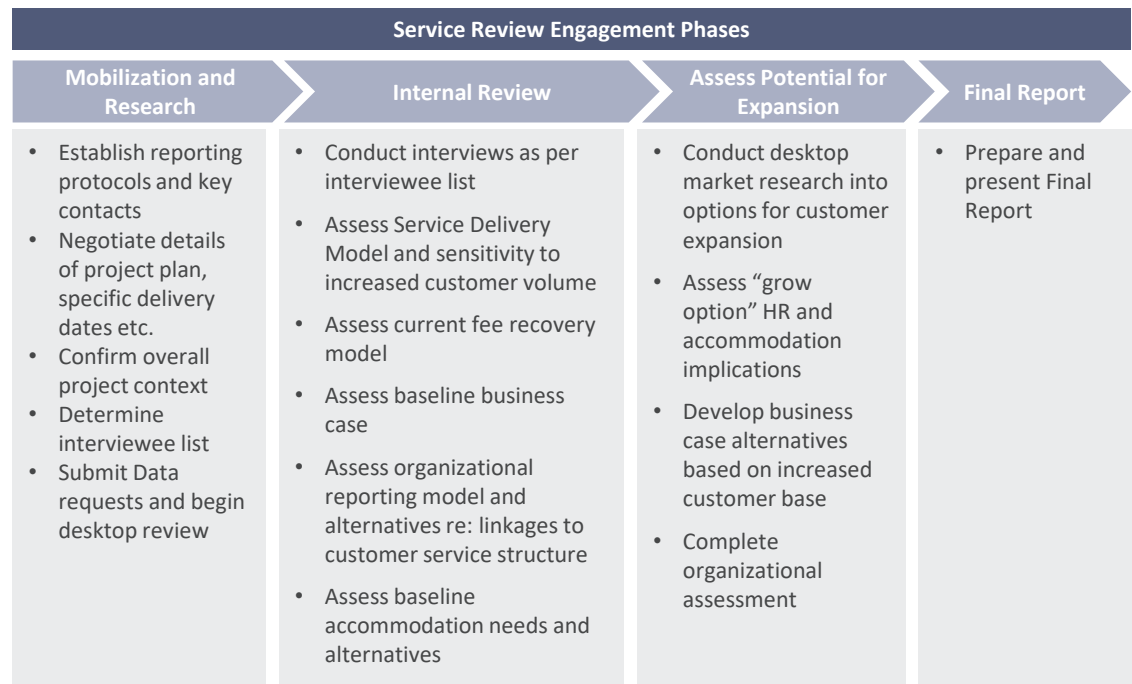 Service Review Engagement Phases
Mobilization and
Research
Internal Review
Assess Potential for
Expansion
Final Report
• Establish reporting
protocols and key
contacts
• Negotiate details
of project plan,
specific delivery
dates etc.
• Confirm overall
project context
• Determine
interviewee list
• Submit Data
requests and begin
desktop review
• Conduct interviews as per
interviewee list
• Assess Service Delivery
Model and sensitivity to
increased customer volume
• Assess current fee recovery
model
• Assess baseline business
case
• Assess organizational
reporting model and
alternatives re: linkages to
customer service structure
• Assess baseline
accommodation needs and
alternatives
• Conduct desktop
market research into
options for customer
expansion
• Assess “grow
option” HR and
accommodation
implications
• Develop business
case alternatives
based on increased
customer base
• Complete
organizational
assessment
• Prepare and
present Final
Report